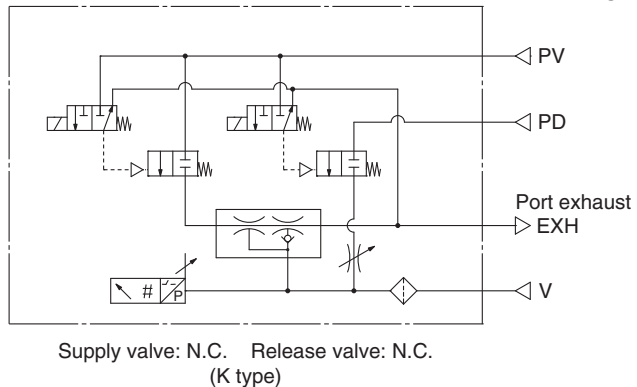 PV
PD
Port exhaust
EXH
V
# P
Supply valve: N.C. Release valve: N.C.
(K type)